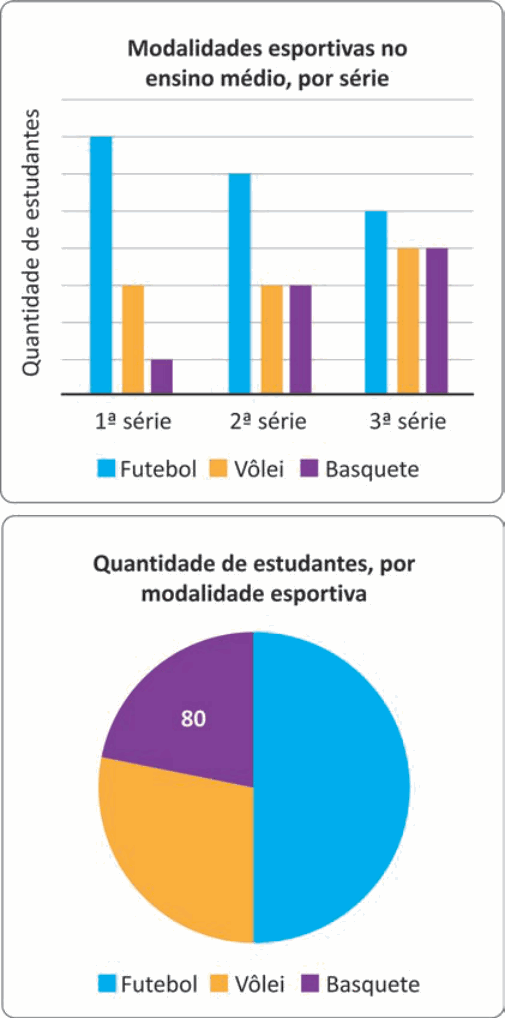 Modalidades esportivas no
ensino médio, por série
Quantidade de estudantes
1ª série 2ª série 3ª série
Futebol Vôlei Basquete
Quantidade de estudantes, por
modalidade esportiva
80
Futebol Vôlei Basquete